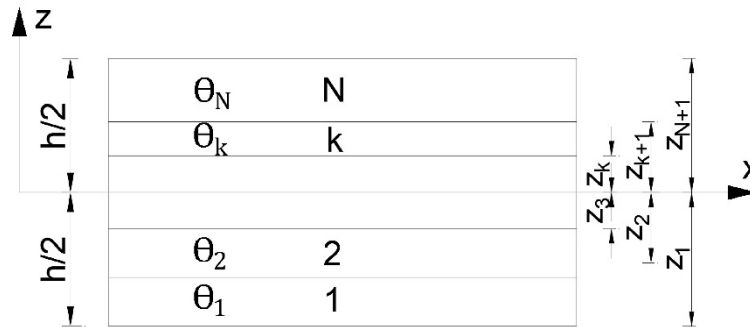 z
h/2
h/2
θN N
θk k
θ2 2
θ1 1
zk
z3
zk+1
z2
zN+1
z1
x